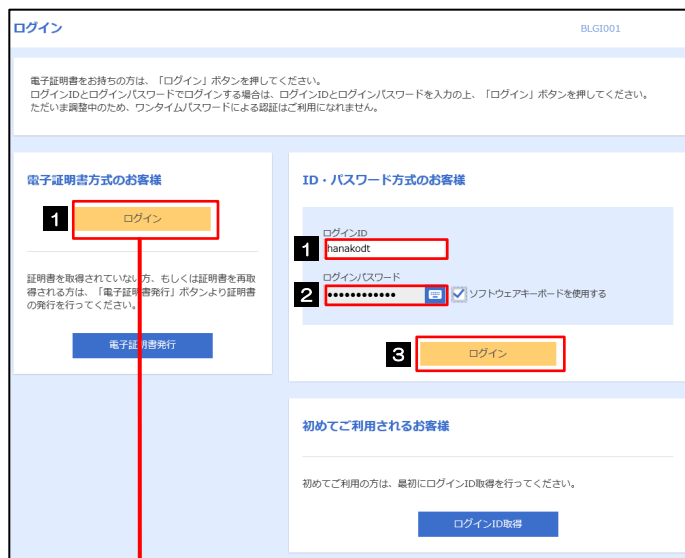 ログイン
BLGI001
電子証明書をお持ちの方は、「ログイン」ボタンを押してください。
ログインIDとログインパスワードでログインする場合は、ログインIDとログインパスワードを入力の上、「ログイン」ボタンを押してください。
ただいま調整中のため、ワンタイムパスワードによる認証はご利用になれません。
電子証明書方式のお客様
1
ログイン
証明書を取得されていない方、もしくは証明書を再取
得される方は、「電子証明書発行」ボタンより証明書
の発行を行ってください。
電子証明書発行
ID・パスワード方式のお客様
ログインID
1
hanakodt
ログインパスワード
2
••••••••••••
ソフトウェアキーボードを使用する
3
ログイン
初めてご利用されるお客様
初めてご利用の方は、最初にログインID取得を行ってください。
ログインID取得